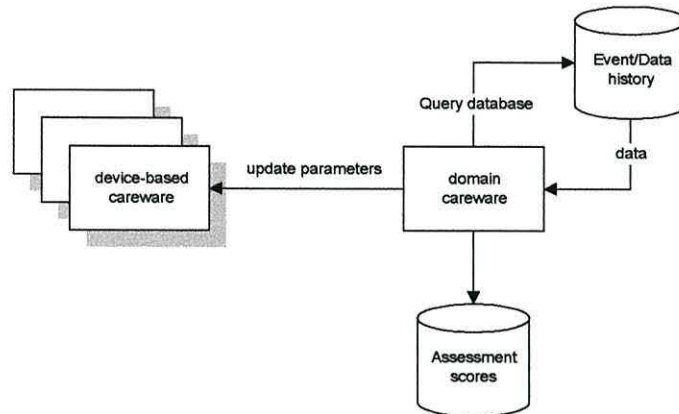 Event/Data
history
Query database
data
device-based
careware
update parameters
domain
careware
Assessment
scores